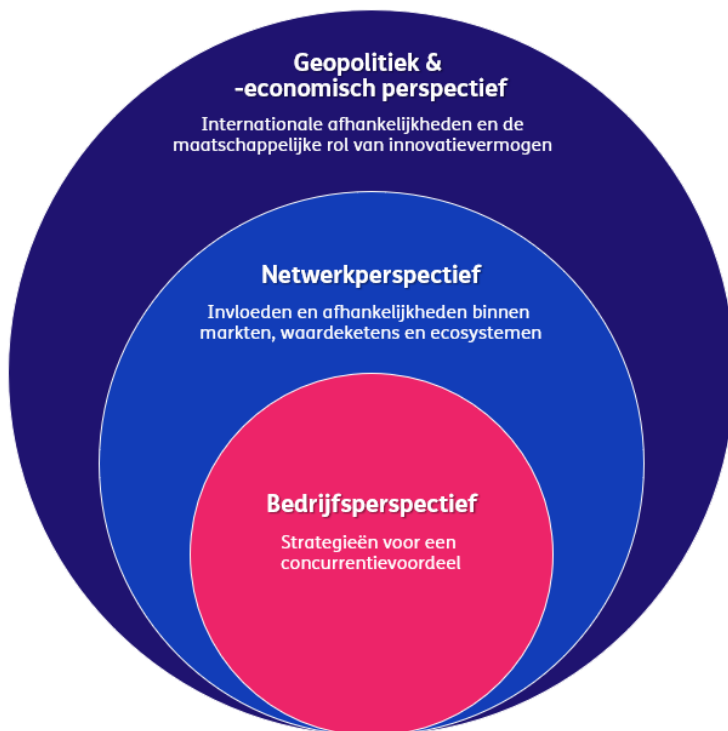 Geopolitiek &
-economisch perspectief
Internationale afhankelijkheden en de
maatschappelijke rol van innovatievermogen
Netwerkperspectief
Invloeden en afhankelijkheden binnen
markten, waardeketens en ecosystemen
Bedrijfsperspectief
Strategieën voor een
concurrentievoordeel